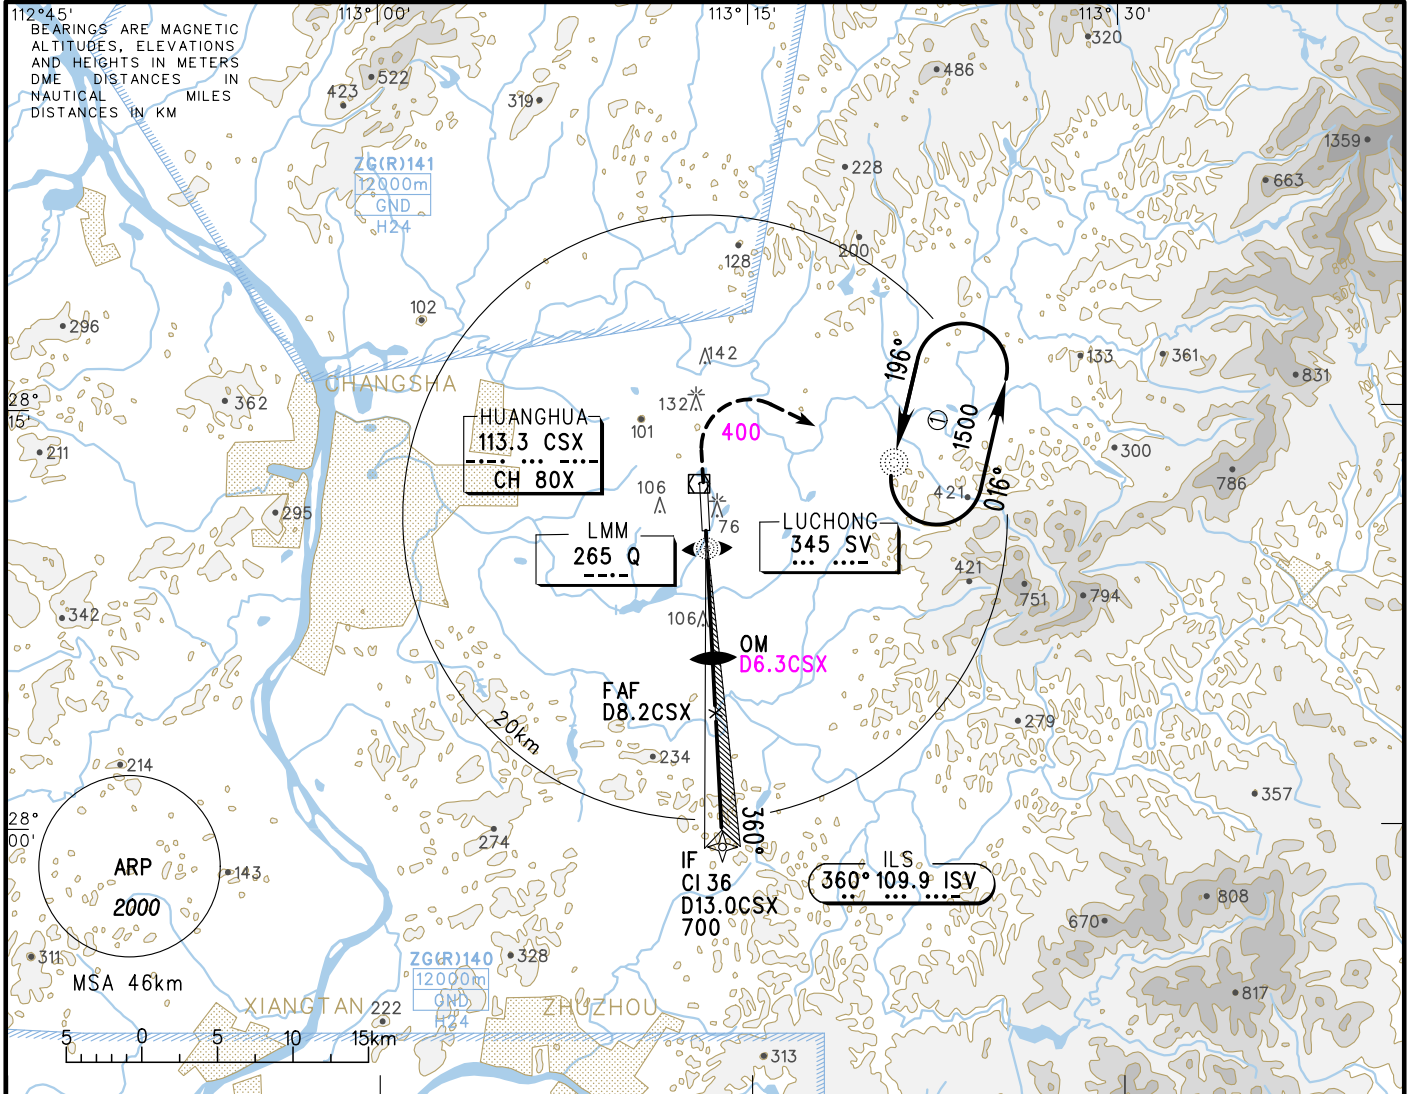 112°45'
113°00'
113°15'
113°30'
BEARINGS ARE MAGNETIC
ALTITUDES, ELEVATIONS
AND HEIGHTS IN METERS
DME DISTANCES IN
NAUTICAL MILES
DISTANCES IN KM
320
522
486
423
319
1359
ZG(R)141
12000m
GND
H24
228
663
200
128
800
500
300
102
296
142
133
361
196°
831
CHANGSHA
28°
15'
362
132
101
400
①
1500
HUANGHUA
113.3 CSX
CH 80X
211
300
786
106
421
016°
295
76
LMM
265 Q
LUCHONG
345 SV
421
751
794
342
106
OM
D6.3CSX
FAF
D8.2CSX
279
20km
234
214
357
28°
00'
360°
274
IF
CI 36
D13.0CSX
700
ILS
360° 109.9 ISV
ARP
2000
143
808
670
311
MSA 46km
328
ZG(R)140
12000m
GND
H24
817
XIANGTAN
222
ZHUZHOU
5 0 5 10 15km
313